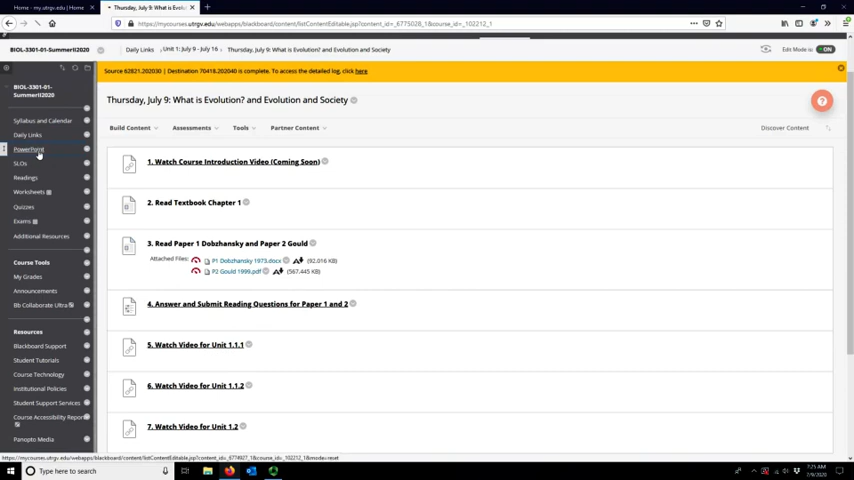 Home - my.utrgv.edu
Thursday, July 9: What is Evolu
https://mycourses.utrgv.edu/webapps/blackboard/content/listContentEditable.jsp?content_id=_6775028_1&course_id=_102212_1
BIOL-3301-01-SummerII2020
Daily Links
Unit 1: July 9 - July 16
Thursday, July 9: What is Evolution? and Evolution and Society
Edit Mode is:
ON
Source 62821.202030 | Destination 70418.202040 is complete. To access the detailed log, click here
BIOL-3301-01-
SummerII2020
Syllabus and Calendar
Daily Links
PowerPoint
SLOs
Readings
Worksheets
Quizzes
Exams
Additional Resources
Course Tools
My Grades
Announcements
Bb Collaborate Ultra
Resources
Blackboard Support
Student Tutorials
Course Technology
Institutional Policies
Student Support Services
Course Accessibility Report
Panopto Media
Thursday, July 9: What is Evolution? and Evolution and Society
?
Build Content
Assessments
Tools
Partner Content
Discover Content
1. Watch Course Introduction Video (Coming Soon)
2. Read Textbook Chapter 1
3. Read Paper 1 Dobzhansky and Paper 2 Gould
Attached Files:
P1 Dobzhansky 1973.docx
(92.016 KB)
P2 Gould 1999.pdf
(567.445 KB)
4. Answer and Submit Reading Questions for Paper 1 and 2
5. Watch Video for Unit 1.1.1
6. Watch Video for Unit 1.1.2
7. Watch Video for Unit 1.2
https://mycourses.utrgv.edu/webapps/blackboard/content/listContentEditable.jsp?content_id=_6774927_1&course_id=_102212_1&mode=reset
Type here to search
7:25 AM
7/9/2020